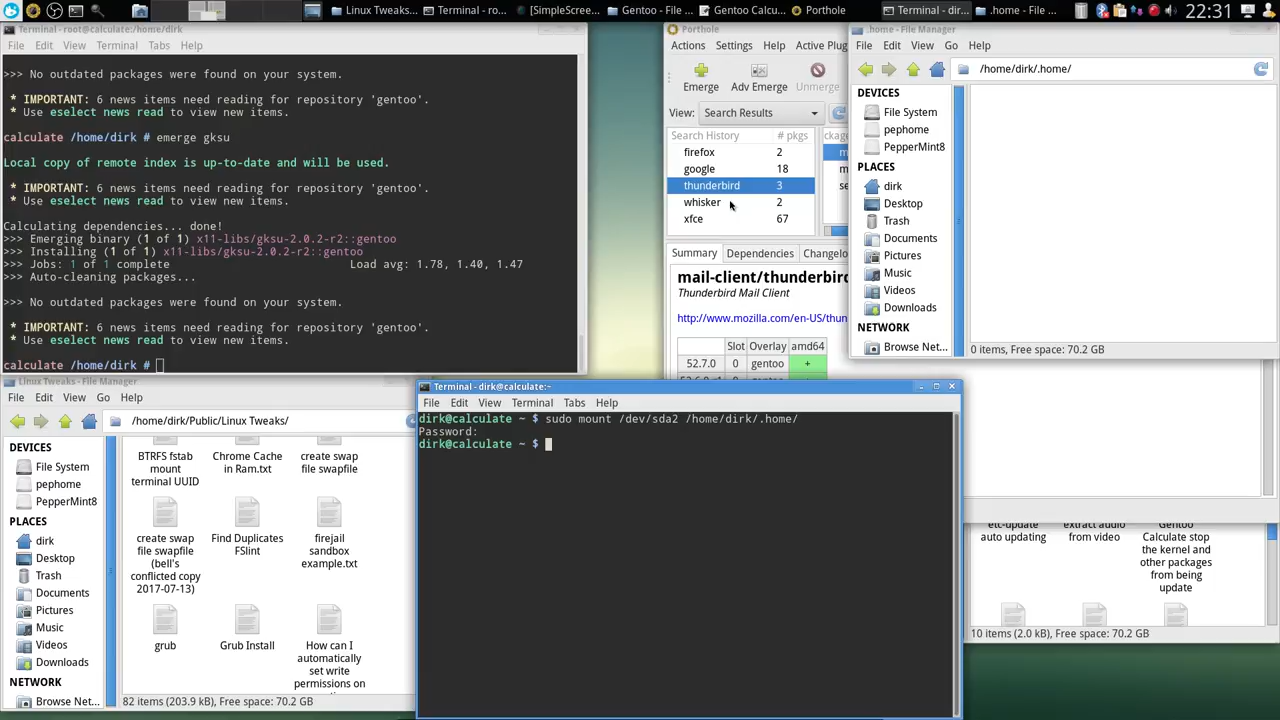 Linux Tweaks...
Terminal - ro...
[SimpleScree...
Gentoo - File ...
Gentoo Calcu...
Porthole
Terminal - dir...
.home - File ...
22:31
Terminal - root@calculate:/home/dirk
File Edit View Terminal Tabs Help
>>> No outdated packages were found on your system.
* IMPORTANT: 6 news items need reading for repository 'gentoo'.
* Use eselect news read to view new items.
calculate /home/dirk # emerge gksu
Local copy of remote index is up-to-date and will be used.
* IMPORTANT: 6 news items need reading for repository 'gentoo'.
* Use eselect news read to view new items.
Calculating dependencies... done!
>>> Emerging binary (1 of 1) x11-libs/gksu-2.0.2-r2::gentoo
>>> Installing (1 of 1) x11-libs/gksu-2.0.2-r2::gentoo
>>> Jobs: 1 of 1 complete Load avg: 1.78, 1.40, 1.47
>>> Auto-cleaning packages...
>>> No outdated packages were found on your system.
* IMPORTANT: 6 news items need reading for repository 'gentoo'.
* Use eselect news read to view new items.
calculate /home/dirk #
Porthole
Actions Settings Help Active Plug
Emerge Adv Emerge Unmerge
View: Search Results
Search History # pkgs
firefox 2
google 18
thunderbird 3
whisker 2
xfce 67
ckage
m
m
se
Summary Dependencies Changelo
mail-client/thunderbird
Thunderbird Mail Client
http://www.mozilla.com/en-US/thun
Slot Overlay amd64
52.7.0 0 gentoo +
.home - File Manager
File Edit View Go Help
/home/dirk/.home/
DEVICES
File System
pephome
PepperMint8
PLACES
dirk
Desktop
Trash
Documents
Pictures
Music
Videos
Downloads
NETWORK
Browse Net...
0 items, Free space: 70.2 GB
Linux Tweaks - File Manager
File Edit View Go Help
/home/dirk/Public/Linux Tweaks/
DEVICES
File System
pephome
PepperMint8
PLACES
dirk
Desktop
Trash
Documents
Pictures
Music
Videos
Downloads
NETWORK
Browse Net...
BTRFS fstab
mount
terminal UUID
Chrome Cache
in Ram.txt
create swap
file swapfile
create swap
file swapfile
(bell's
conflicted copy
2017-07-13)
Find Duplicates
FSlint
firejail
sandbox
example.txt
grub
Grub Install
How can I
automatically
set write
permissions on
82 items (203.9 kB), Free space: 70.2 GB
Terminal - dirk@calculate:~
File Edit View Terminal Tabs Help
dirk@calculate ~ $ sudo mount /dev/sda2 /home/dirk/.home/
Password:
dirk@calculate ~ $
etc-update
auto updating
extract audio
from video
Gentoo
Calculate stop
the kernel and
other packages
from being
update
10 items (2.0 kB), Free space: 70.2 GB